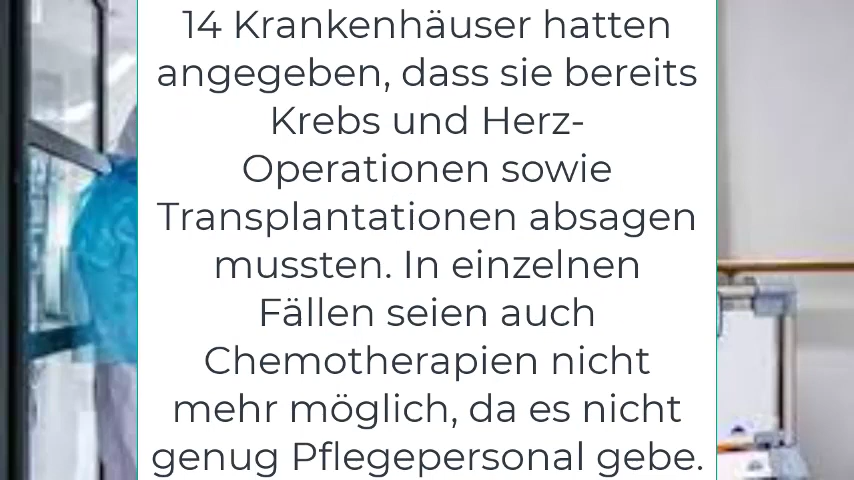 14 Krankenhäuser hatten
angegeben, dass sie bereits
Krebs und Herz-
Operationen sowie
Transplantationen absagen
mussten. In einzelnen
Fällen seien auch
Chemotherapien nicht
mehr möglich, da es nicht
genug Pflegepersonal gebe.